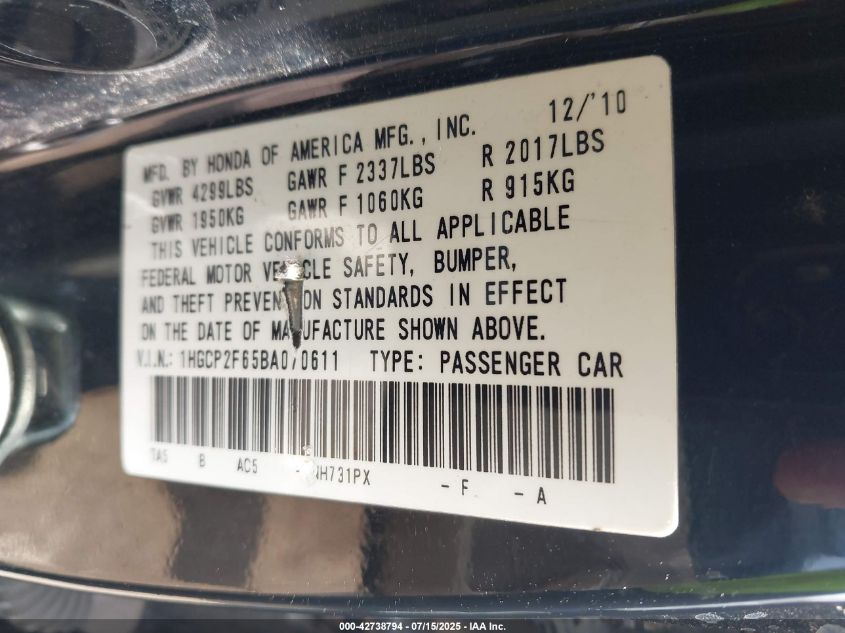 MFD. BY HONDA OF AMERICA MFG., INC. 12/'10
GVWR 4299LBS GAWR F 2337LBS R 2017LBS
GVWR 1950KG GAWR F 1060KG R 915KG
THIS VEHICLE CONFORMS TO ALL APPLICABLE
FEDERAL MOTOR VEHICLE SAFETY, BUMPER,
AND THEFT PREVENTION STANDARDS IN EFFECT
ON THE DATE OF MANUFACTURE SHOWN ABOVE.
V.I.N.: 1HGCP2F65BA070611 TYPE: PASSENGER CAR
TA5 B AC5 - NH731PX - F - A
000-42738794 - 07/15/2025 - IAA Inc.